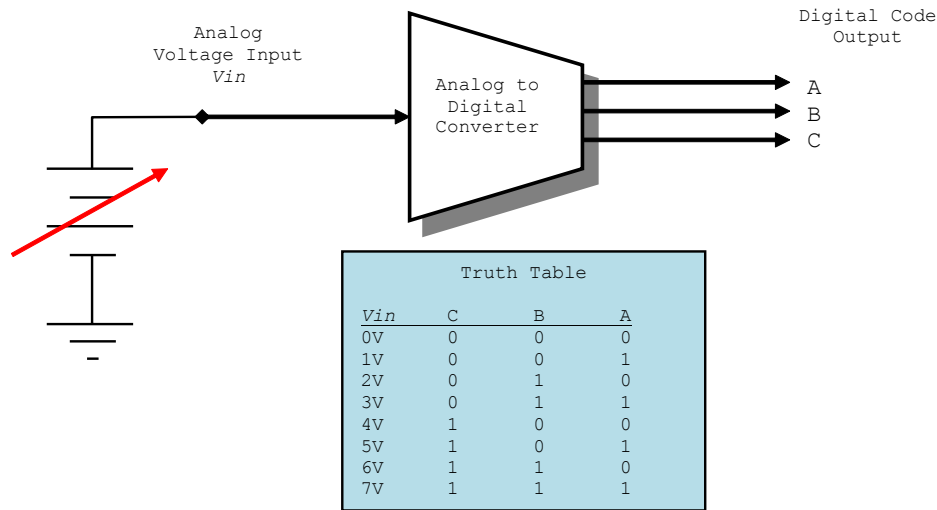 Analog
Voltage Input
Vin
Analog to
Digital
Converter
Digital Code
Output
A
B
C
Truth Table
Vin C B A
0V 0 0 0
1V 0 0 1
2V 0 1 0
3V 0 1 1
4V 1 0 0
5V 1 0 1
6V 1 1 0
7V 1 1 1